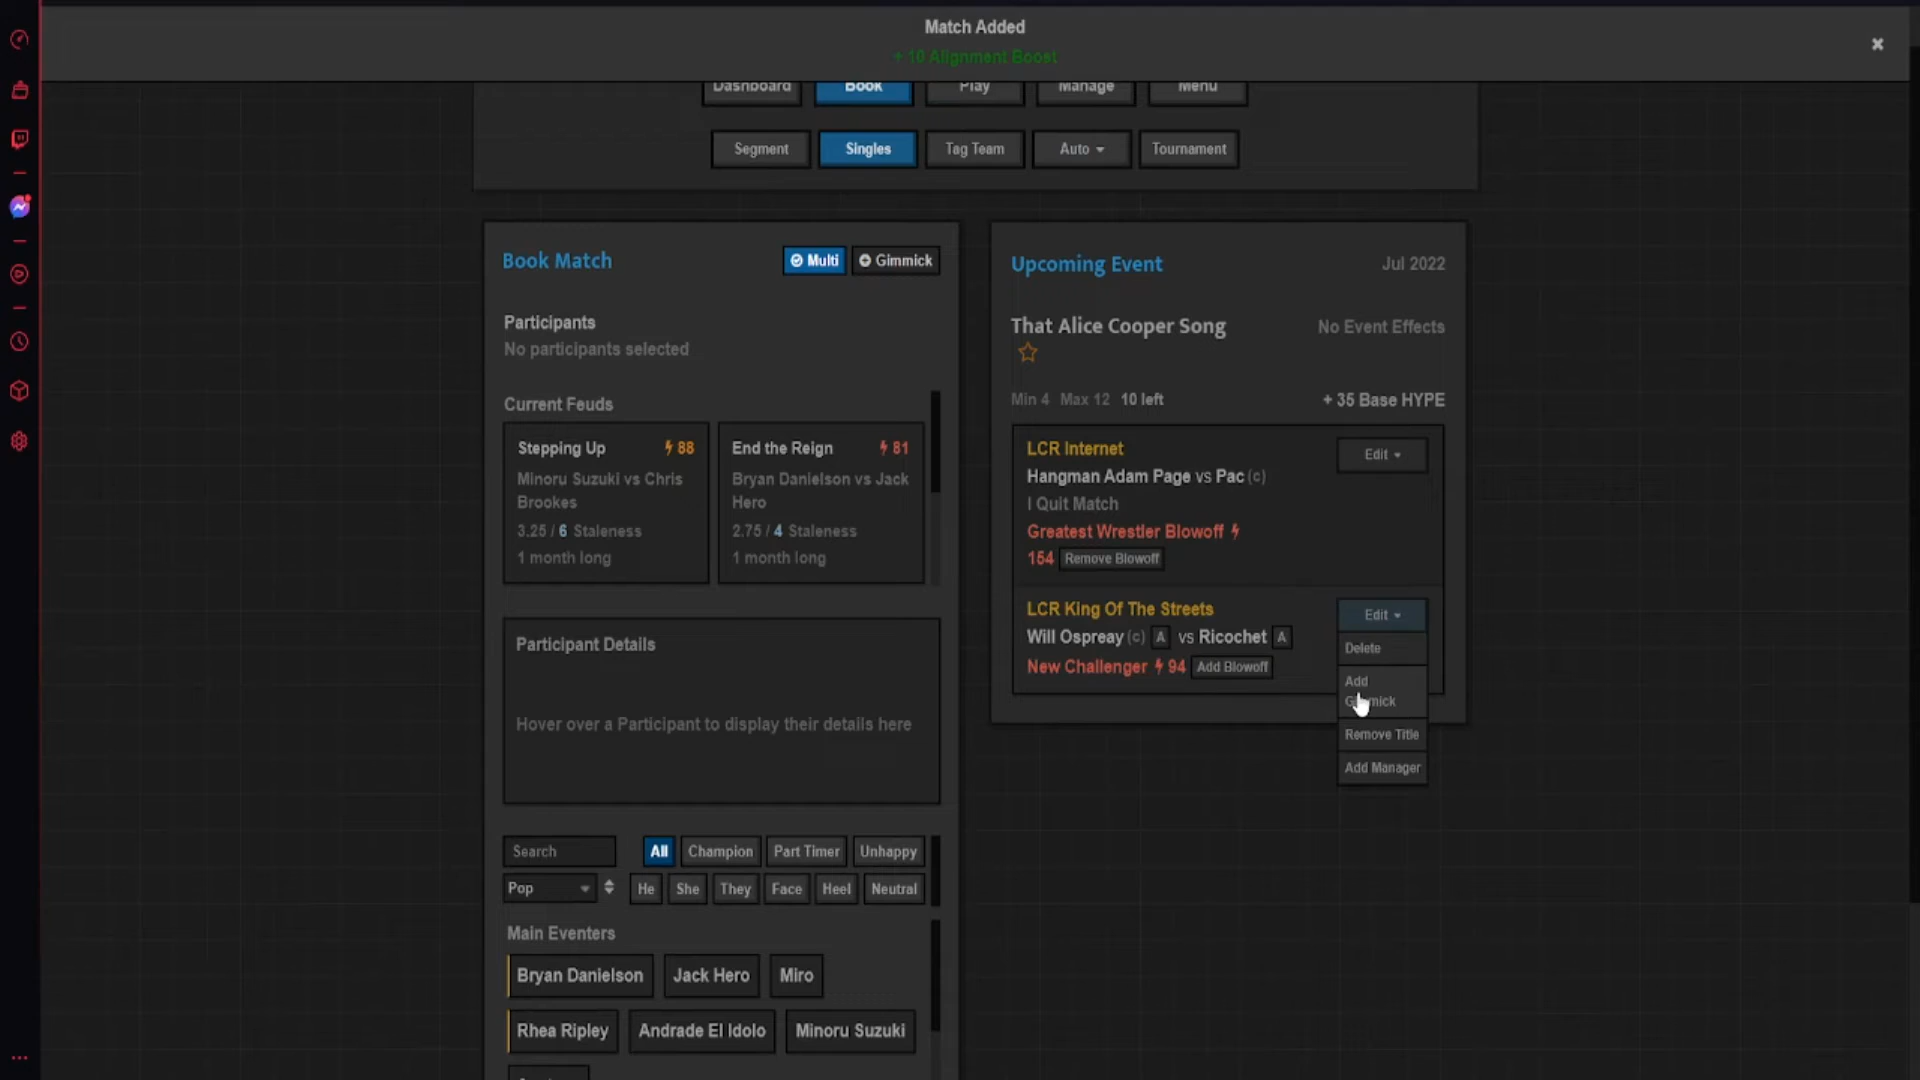 Match Added
+ 10 Alignment Boost
Dashboard Book Play Manage Menu
Segment Singles Tag Team Auto Tournament
Book Match Multi Gimmick
Participants
No participants selected
Current Feuds
Stepping Up 88
Minoru Suzuki vs Chris
Brookes
3.25 / 6 Staleness
1 month long
End the Reign 81
Bryan Danielson vs Jack
Hero
2.75 / 4 Staleness
1 month long
Participant Details
Hover over a Participant to display their details here
Search All Champion Part Timer Unhappy
Pop He She They Face Heel Neutral
Main Eventers
Bryan Danielson Jack Hero Miro
Rhea Ripley Andrade El Idolo Minoru Suzuki
Upcoming Event Jul 2022
That Alice Cooper Song No Event Effects
Min 4 Max 12 10 left + 35 Base HYPE
LCR Internet Edit
Hangman Adam Page vs Pac (c)
I Quit Match
Greatest Wrestler Blowoff
154 Remove Blowoff
LCR King Of The Streets Edit
Will Ospreay (c) A vs Ricochet A
New Challenger 94 Add Blowoff
Delete
Add
Gimmick
Remove Title
Add Manager